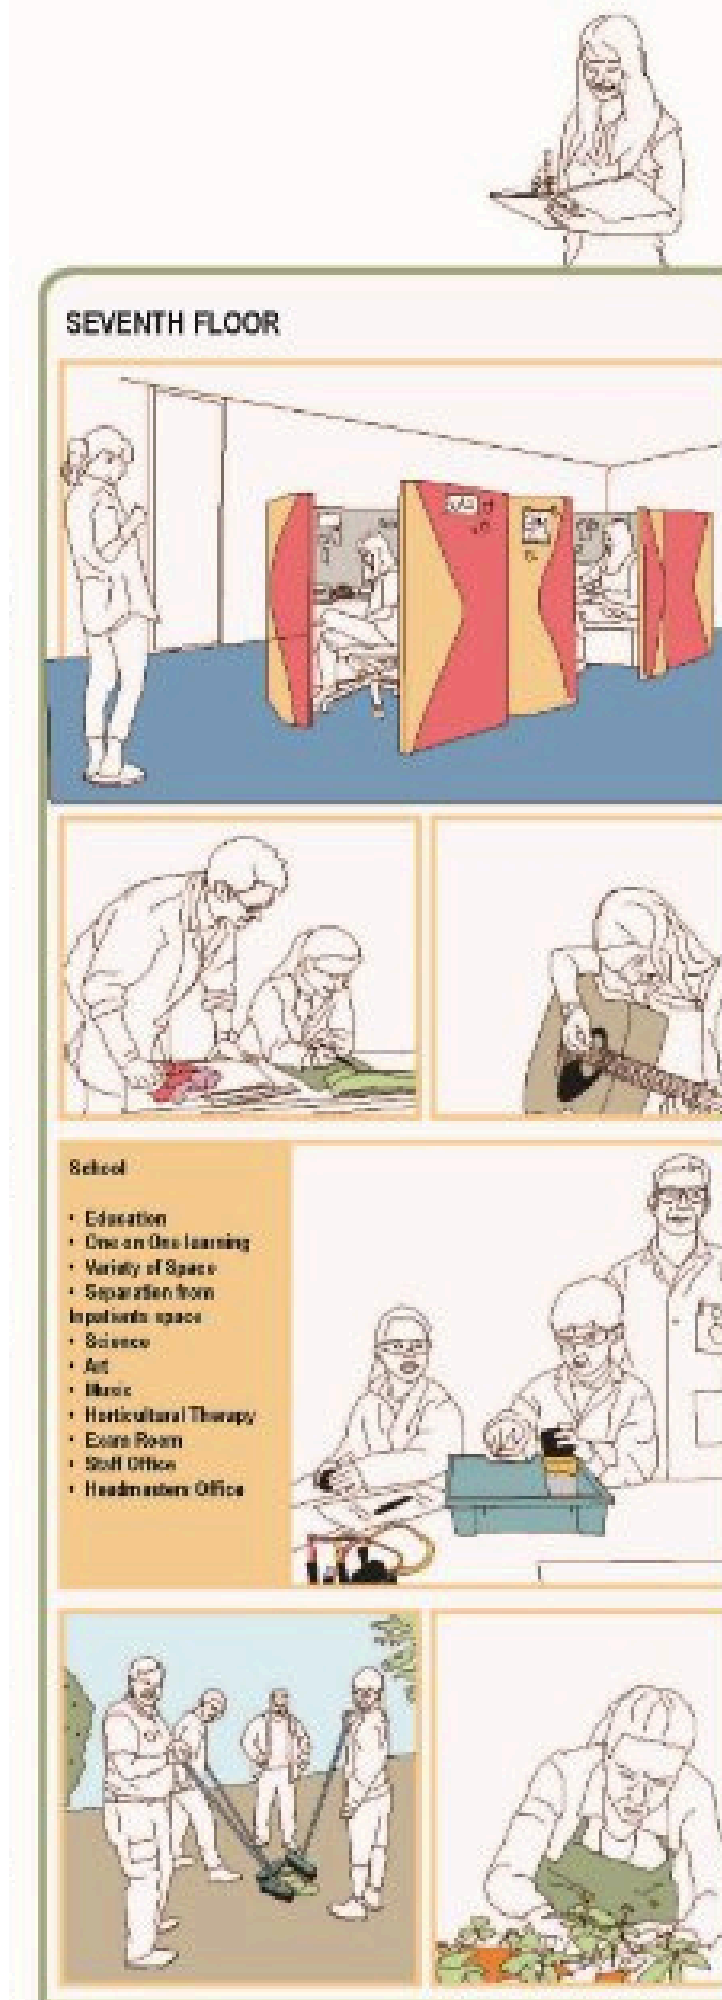 SEVENTH FLOOR
School
• Education
• One on One learning
• Variety of Space
• Separation from
Inpatients space
• Science
• Art
• Music
• Horticultural Therapy
• Exam Room
• Staff Office
• Headmasters Office